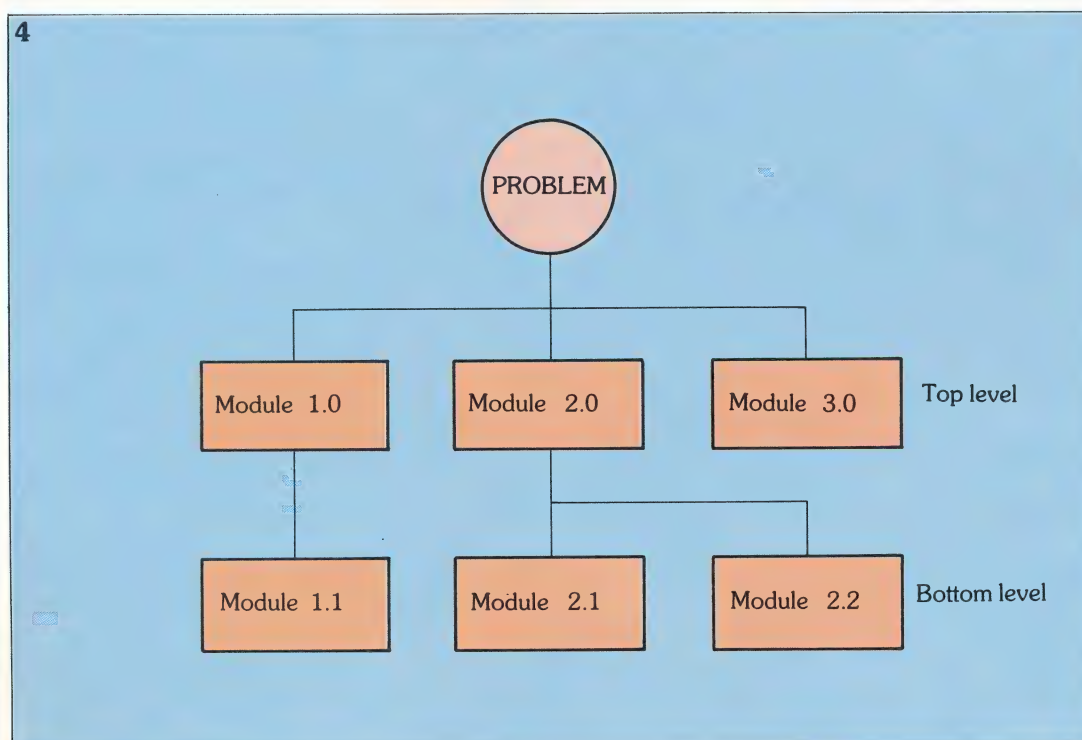 4
PROBLEM
Module 1.0
Module 2.0
Module 3.0
Top level
Module 1.1
Module 2.1
Module 2.2
Bottom level